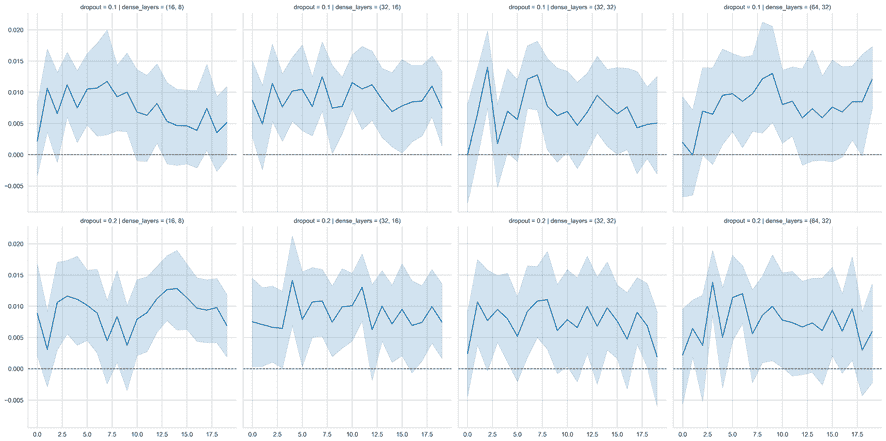 dropout = 0.1 | dense_layers = (16, 8)
dropout = 0.1 | dense_layers = (32, 16)
dropout = 0.1 | dense_layers = (32, 32)
dropout = 0.1 | dense_layers = (64, 32)
0.020
0.015
0.010
0.005
0.000
−0.005
dropout = 0.2 | dense_layers = (16, 8)
dropout = 0.2 | dense_layers = (32, 16)
dropout = 0.2 | dense_layers = (32, 32)
dropout = 0.2 | dense_layers = (64, 32)
0.020
0.015
0.010
0.005
0.000
−0.005
0.0 2.5 5.0 7.5 10.0 12.5 15.0 17.5
0.0 2.5 5.0 7.5 10.0 12.5 15.0 17.5
0.0 2.5 5.0 7.5 10.0 12.5 15.0 17.5
0.0 2.5 5.0 7.5 10.0 12.5 15.0 17.5